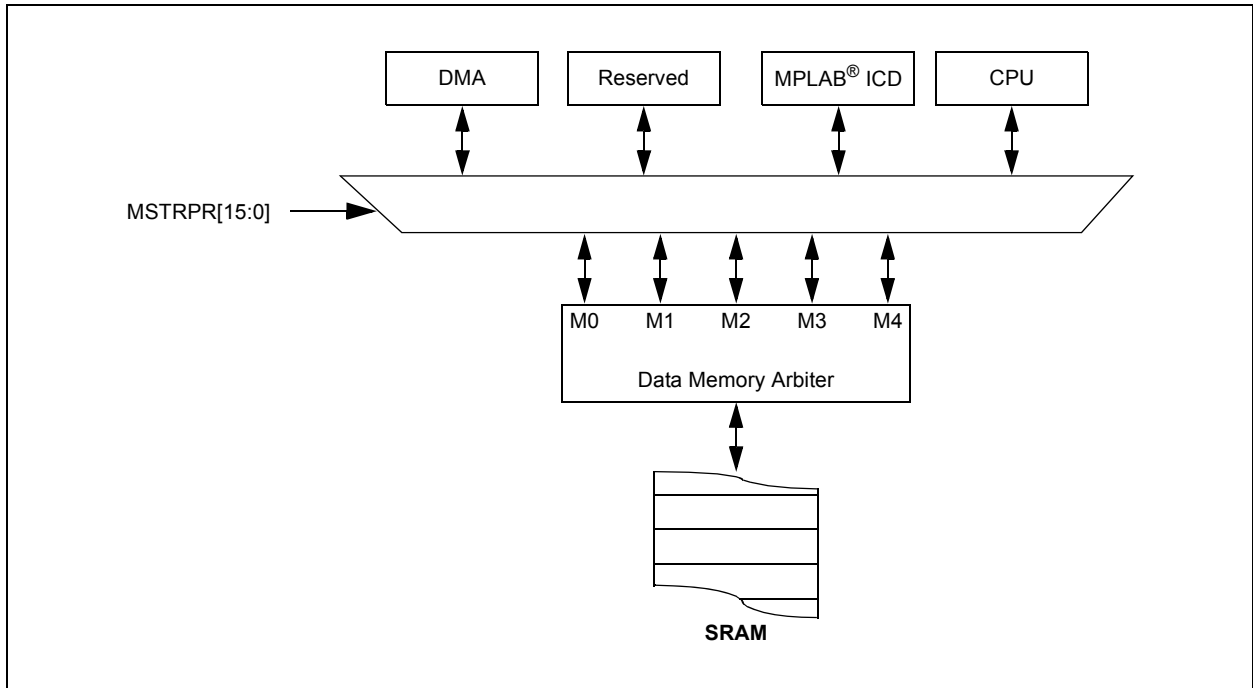 DMA
Reserved
MPLAB® ICD
CPU
MSTRPR[15:0]
M0 M1 M2 M3 M4
Data Memory Arbiter
SRAM